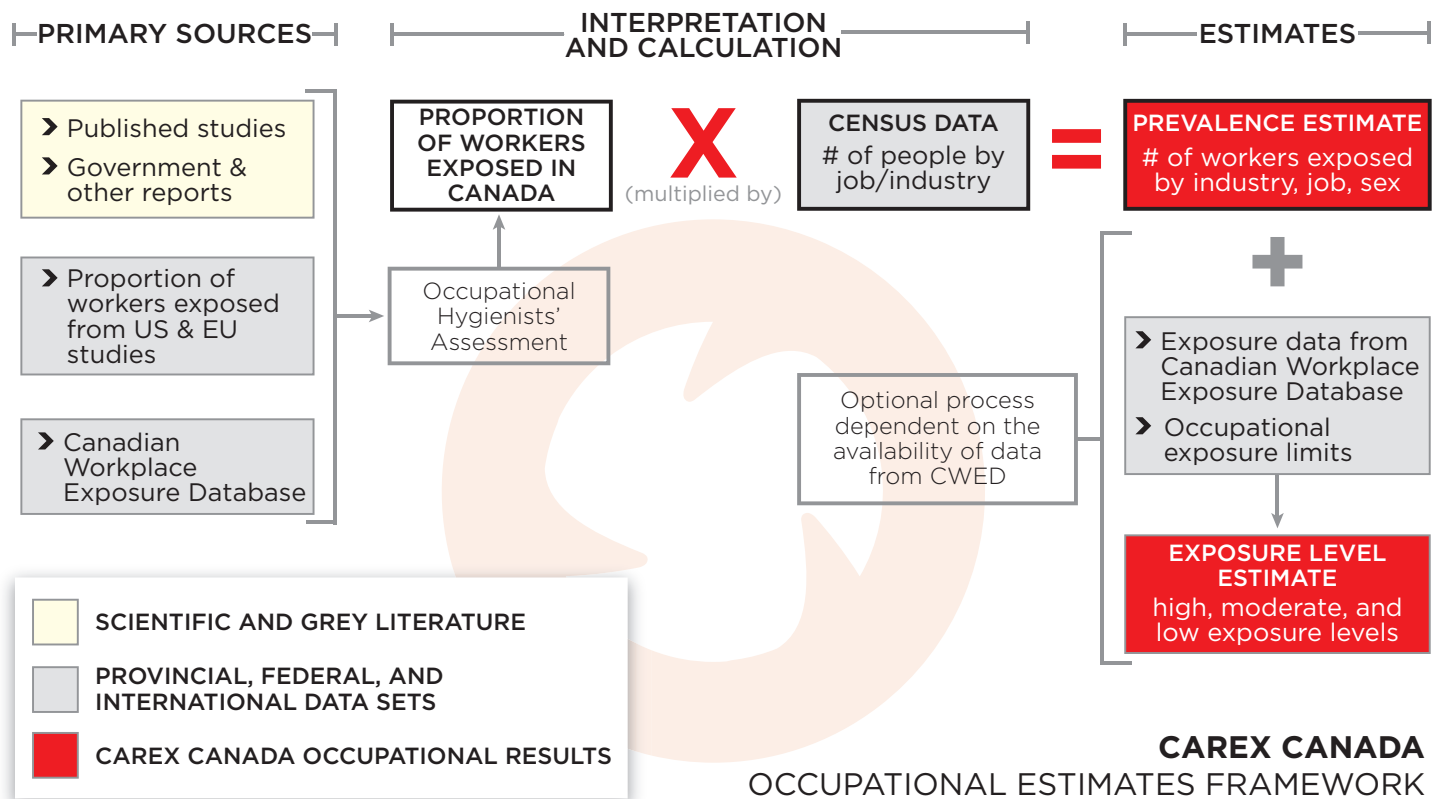 PRIMARY SOURCES
INTERPRETATION
AND CALCULATION
ESTIMATES
Published studies
Government &
other reports
Proportion of
workers exposed
from US & EU
studies
Canadian
Workplace
Exposure Database
PROPORTION
OF WORKERS
EXPOSED IN
CANADA
Occupational
Hygienists’
Assessment
X
(multiplied by)
CENSUS DATA
# of people by
job/industry
=
PREVALENCE ESTIMATE
# of workers exposed
by industry, job, sex
+
Optional process
dependent on the
availability of data
from CWED
Exposure data from
Canadian Workplace
Exposure Database
Occupational
exposure limits
EXPOSURE LEVEL
ESTIMATE
high, moderate, and
low exposure levels
SCIENTIFIC AND GREY LITERATURE
PROVINCIAL, FEDERAL, AND
INTERNATIONAL DATA SETS
CAREX CANADA OCCUPATIONAL RESULTS
CAREX CANADA
OCCUPATIONAL ESTIMATES FRAMEWORK